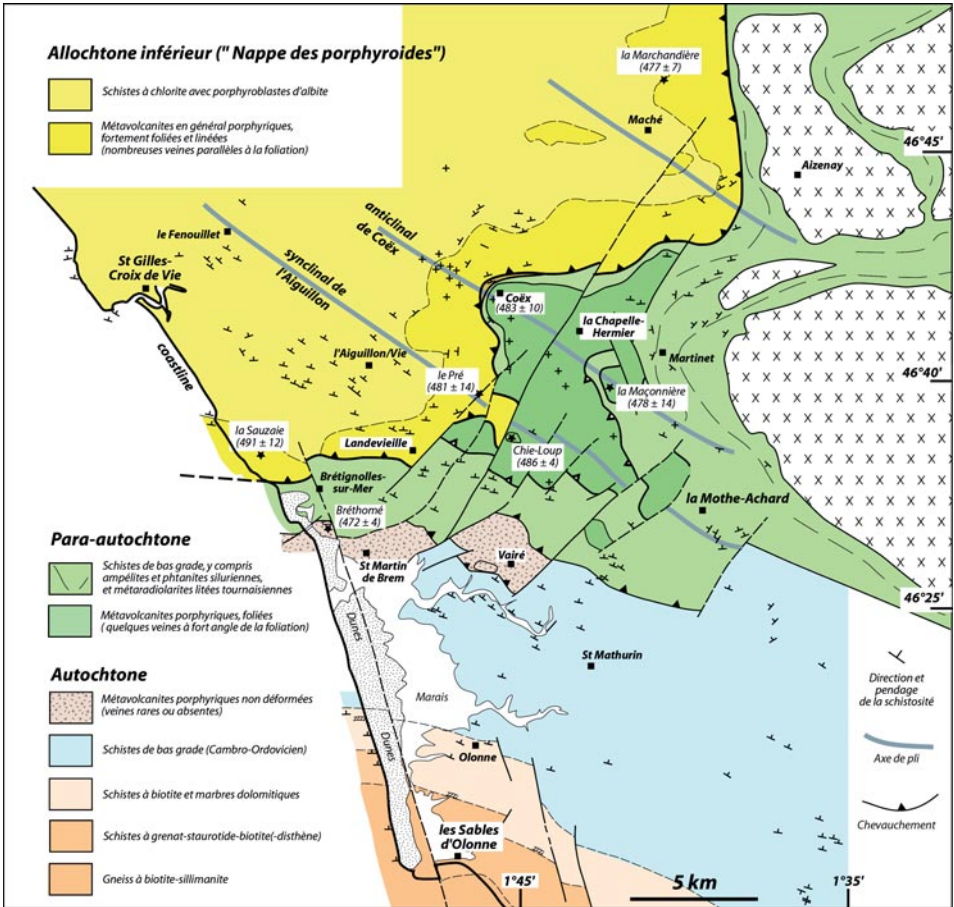 Allochtone inférieur (" Nappe des porphyroides")
Schistes à chlorite avec porphyroblastes d'albite
Métavolcanites en général porphyriques,
fortement foliées et linéées
(nombreuses veines parallèles à la foliation)
la Marchandière
(477 ± 7)
Maché
46°45'
Aizenay
le Fenouillet
anticlinal
de Coëx
St Gilles-
Croix de Vie
synclinal de
l'Aiguillon
Coëx
(483 ± 10)
la Chapelle-
Hermier
coastline
l'Aiguillon/Vie
Martinet
46°40'
le Pré
(481 ± 14)
la Maçonnière
(478 ± 14)
la Sauzaie
(491 ± 12)
Landevieille
Chie-Loup
(486 ± 4)
Brétignolles-
sur-Mer
la Mothe-Achard
Bréthomé
(472 ± 4)
Para-autochtone
St Martin
de Brem
Vairé
Schistes de bas grade, y compris
ampélites et phtanites siluriennes,
et métaradiolarites litées tournaisiennes
46°25'
Métavolcanites porphyriques, foliées
( quelques veines à fort angle de la foliation)
Dunes
St Mathurin
Autochtone
Direction et
pendage
de la schistosité
Métavolcanites porphyriques non déformées
(veines rares ou absentes)
Marais
Schistes de bas grade (Cambro-Ordovicien)
Dunes
Olonne
Axe de pli
Schistes à biotite et marbres dolomitiques
Chevauchement
Schistes à grenat-staurotide-biotite(-disthène)
les Sables
d'Olonne
Gneiss à biotite-sillimanite
1°45'
5 km
1°35'